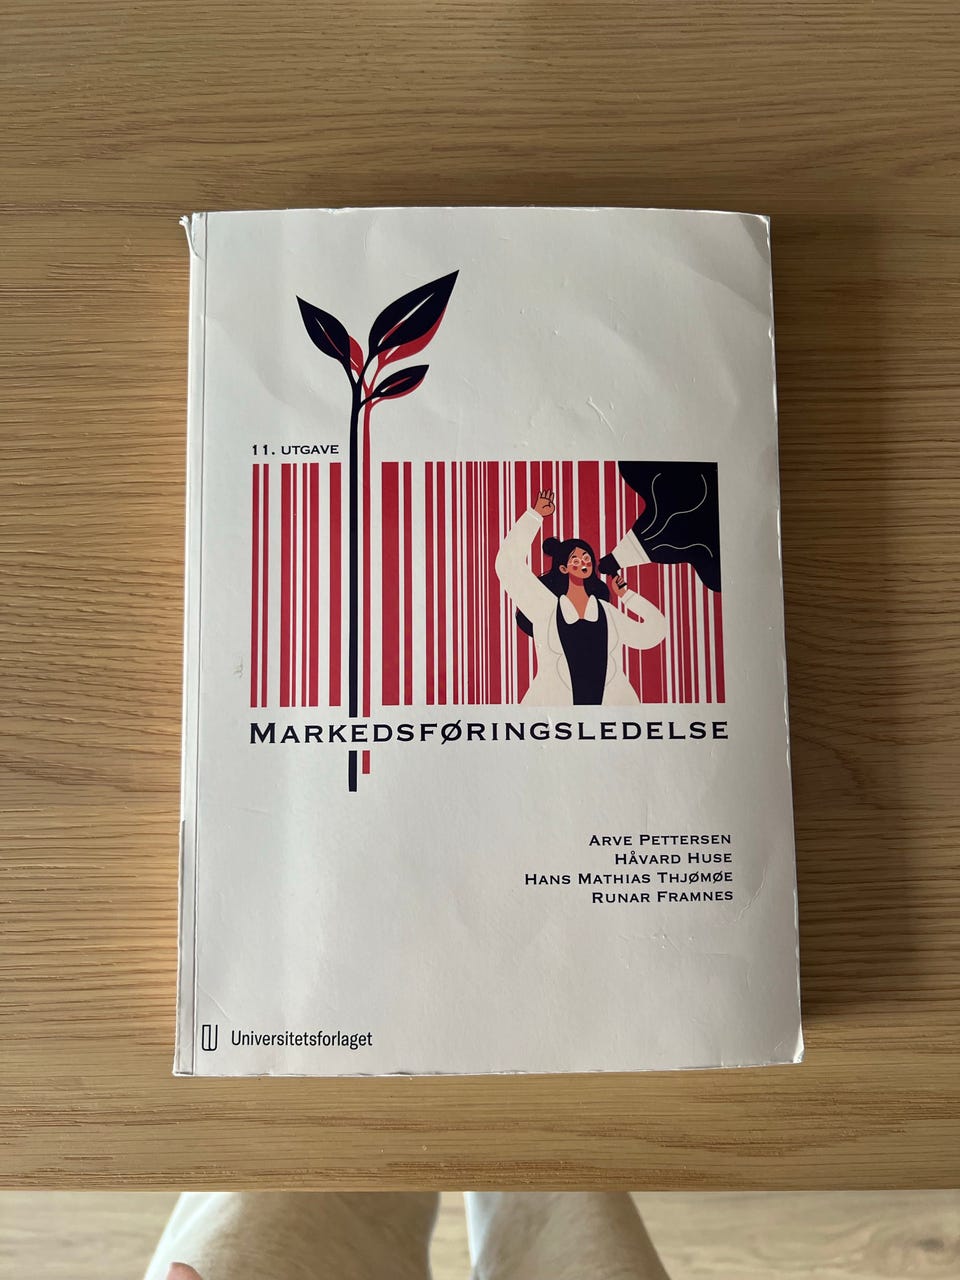 11. UTGAVE
MARKEDSFØRINGSLEDELSE
ARVE PETTERSEN
HÅVARD HUSE
HANS MATHIAS THJØMØE
RUNAR FRAMNES
Universitetsforlaget